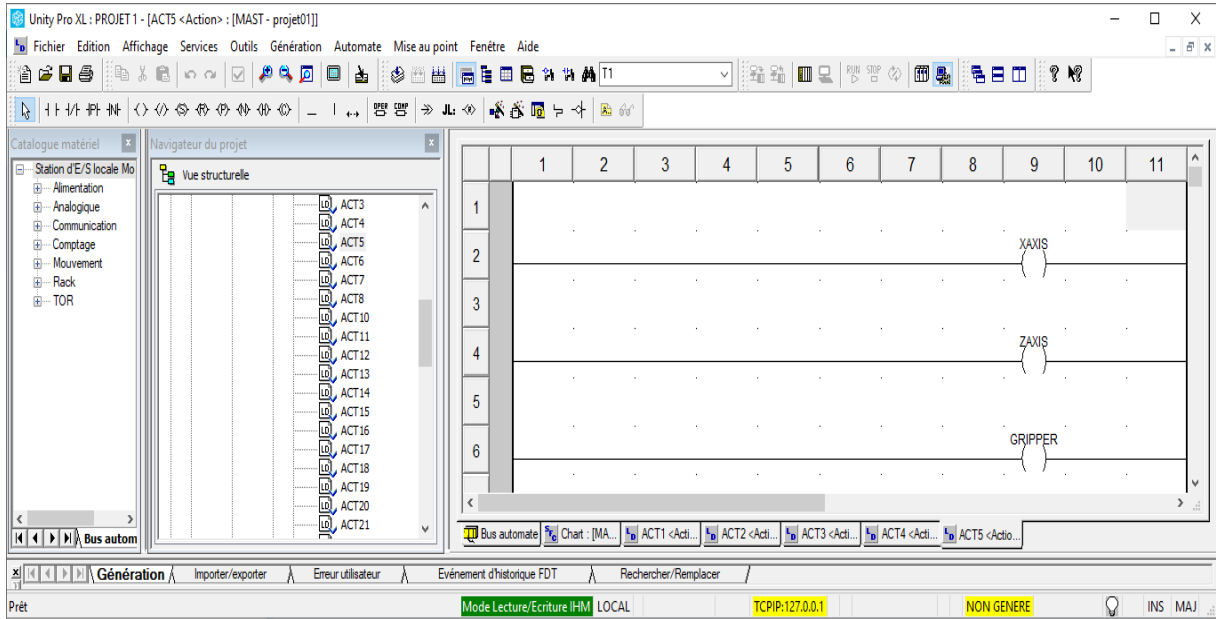 Unity Pro XL : PROJET 1 - [ACT5 <Action> : [MAST - projet01]]
Fichier Edition Affichage Services Outils Génération Automate Mise au point Fenêtre Aide
T1
RUN STOP
OPER COMP
Catalogue matériel
Station d'E/S locale Mo
Alimentation
Analogique
Communication
Comptage
Mouvement
Rack
TOR
Bus autom
Navigateur du projet
Vue structurelle
ACT3
ACT4
ACT5
ACT6
ACT7
ACT8
ACT10
ACT11
ACT12
ACT13
ACT14
ACT15
ACT16
ACT17
ACT18
ACT19
ACT20
ACT21
1 2 3 4 5 6 7 8 9 10 11
1
2 XAXIS
3
4 ZAXIS
5
6 GRIPPER
Bus automate Chart : [MA... ACT1 <Acti... ACT2 <Acti... ACT3 <Acti... ACT4 <Acti... ACT5 <Actio...
Génération Importer/exporter Erreur utilisateur Evénement d'historique FDT Rechercher/Remplacer
Prêt Mode Lecture/Ecriture IHM LOCAL TCPIP:127.0.0.1 NON GENERE INS MAJ